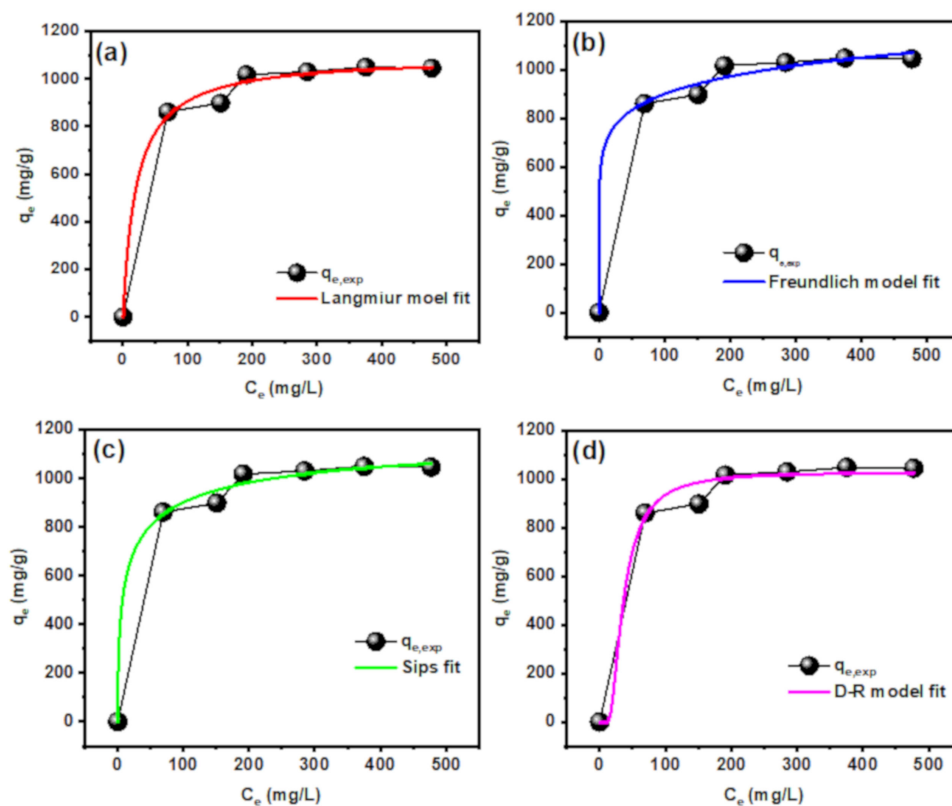 (a)
1200
1000
800
600
400
200
0
qe (mg/g)
qe,exp
Langmiur moel fit
0 100 200 300 400 500
Ce (mg/L)
(b)
1200
1000
800
600
400
200
0
qe (mg/g)
qe,exp
Freundlich model fit
0 100 200 300 400 500
Ce (mg/L)
(c)
1200
1000
800
600
400
200
0
qe (mg/g)
qe,exp
Sips fit
0 100 200 300 400 500
Ce (mg/L)
(d)
1200
1000
800
600
400
200
0
qe (mg/g)
qe,exp
D-R model fit
0 100 200 300 400 500
Ce (mg/L)